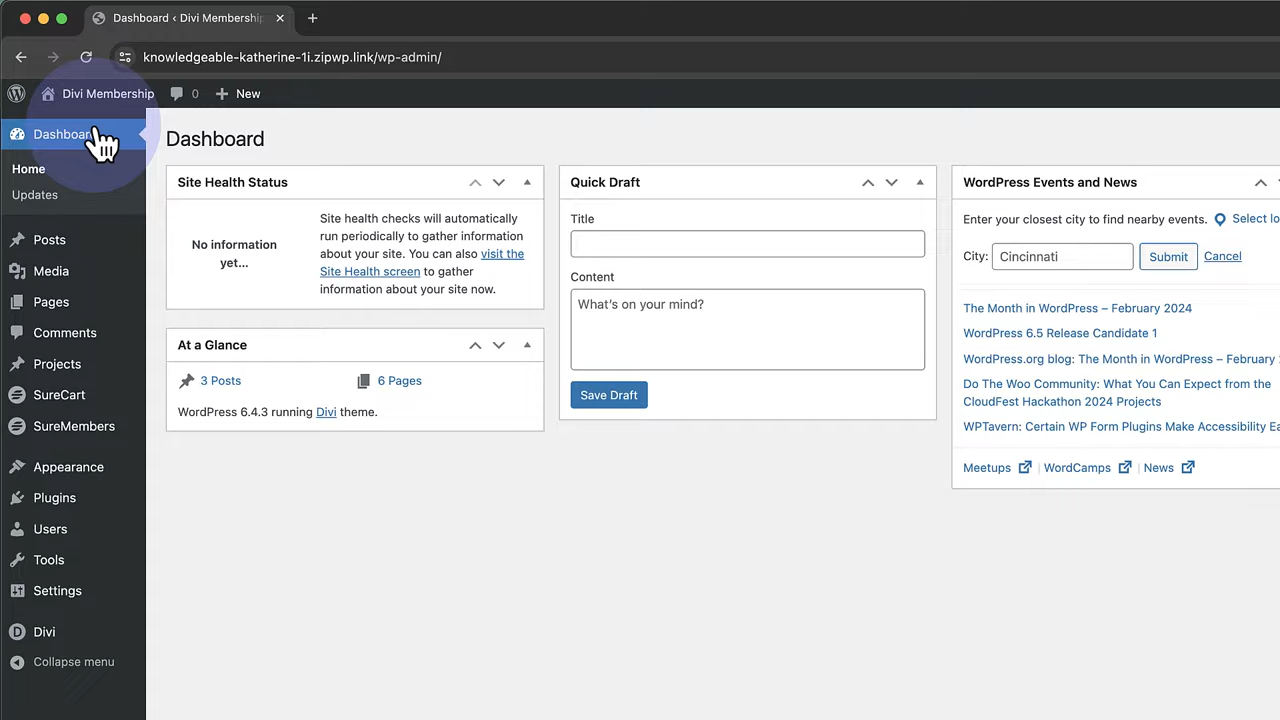 Dashboard < Divi Membership
knowledgeable-katherine-1i.zipwp.link/wp-admin/
Divi Membership
0
New
Dashboard
Home
Updates
Posts
Media
Pages
Comments
Projects
SureCart
SureMembers
Appearance
Plugins
Users
Tools
Settings
Divi
Collapse menu
Dashboard
Site Health Status
No information
yet...
Site health checks will automatically
run periodically to gather information
about your site. You can also visit the
Site Health screen to gather
information about your site now.
At a Glance
3 Posts
6 Pages
WordPress 6.4.3 running Divi theme.
Quick Draft
Title
Content
What's on your mind?
Save Draft
WordPress Events and News
Enter your closest city to find nearby events. Select lo
City: Cincinnati Submit Cancel
The Month in WordPress – February 2024
WordPress 6.5 Release Candidate 1
WordPress.org blog: The Month in WordPress – February
Do The Woo Community: What You Can Expect from the
CloudFest Hackathon 2024 Projects
WPTavern: Certain WP Form Plugins Make Accessibility Ea
Meetups | WordCamps | News